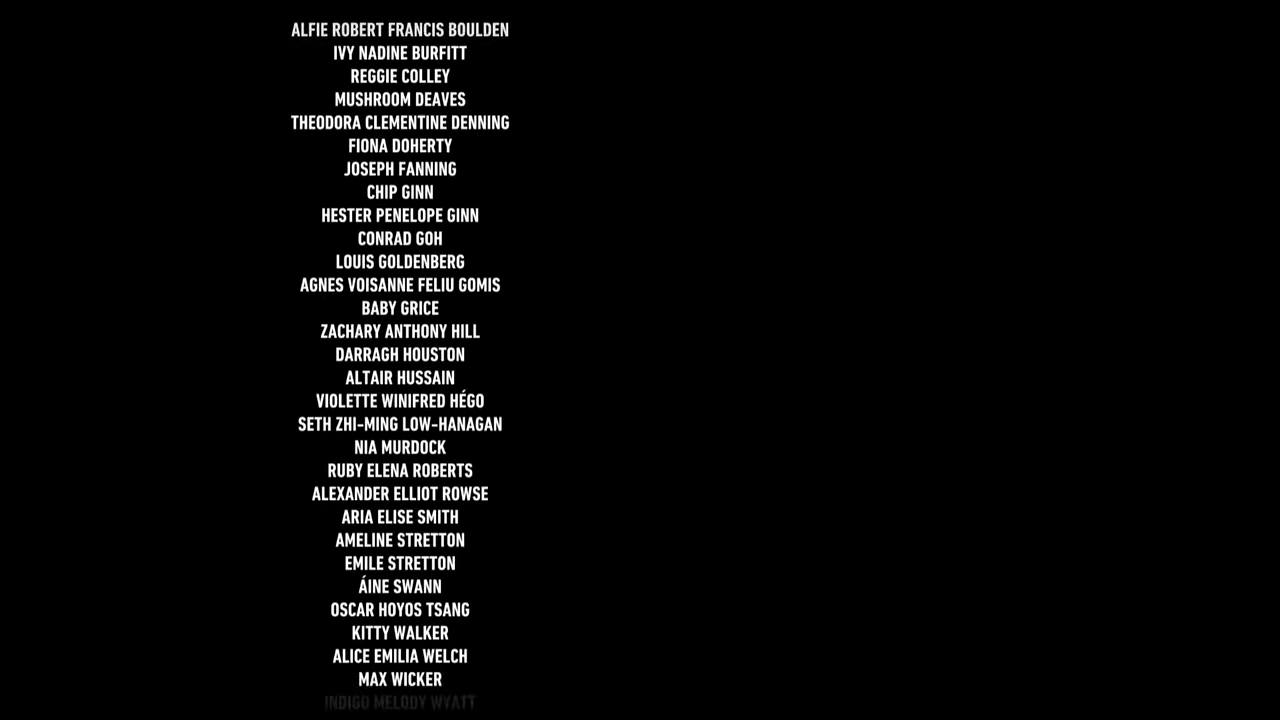 ALFIE ROBERT FRANCIS BOULDEN
IVY NADINE BURFITT
REGGIE COLLEY
MUSHROOM DEAVES
THEODORA CLEMENTINE DENNING
FIONA DOHERTY
JOSEPH FANNING
CHIP GINN
HESTER PENELOPE GINN
CONRAD GOH
LOUIS GOLDENBERG
AGNES VOISANNE FELIU GOMIS
BABY GRICE
ZACHARY ANTHONY HILL
DARRAGH HOUSTON
ALTAIR HUSSAIN
VIOLETTE WINIFRED HÉGO
SETH ZHI-MING LOW-HANAGAN
NIA MURDOCK
RUBY ELENA ROBERTS
ALEXANDER ELLIOT ROWSE
ARIA ELISE SMITH
AMELINE STRETTON
EMILE STRETTON
ÁINE SWANN
OSCAR HOYOS TSANG
KITTY WALKER
ALICE EMILIA WELCH
MAX WICKER
INDIGO MELODY WYATT